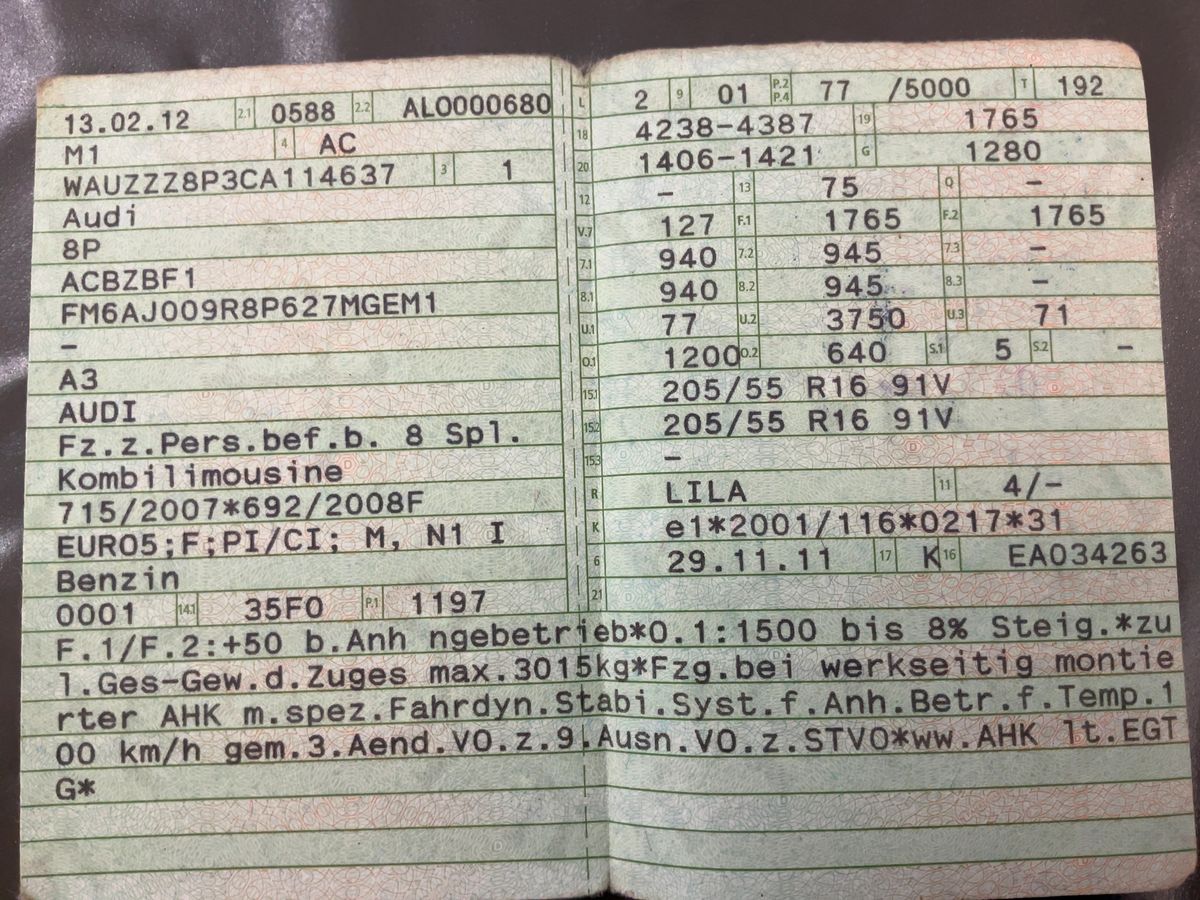 13.02.12 2.1 0588 2.2 AL0000680
M1 4 AC
WAUZZZ8P3CA114637 3 1
Audi
8P
ACBZBF1
FM6AJ009R8P627MGEM1
–
A3
AUDI
Fz.z.Pers.bef.b. 8 Spl.
Kombilimousine
715/2007*692/2008F
EURO5;F;PI/CI; M, N1 I
Benzin
0001 14.1 35F0 P.1 1197
L 2 9 01 P.2 P.4 77 /5000 T 192
18 4238–4387 19 1765
20 1406–1421 G 1280
12 – 13 75 Q –
V.7 127 F.1 1765 F.2 1765
7.1 940 7.2 945 7.3 –
8.1 940 8.2 945 8.3 –
U.1 77 U.2 3750 U.3 71
O.1 1200 O.2 640 S.1 5 S.2 –
15.1 205/55 R16 91V
15.2 205/55 R16 91V
15.3 –
R LILA 11 4/–
K e1*2001/116*0217*31
6 29.11.11 17 K 16 EA034263
21
F.1/F.2:+50 b.Anh ngebetrieb*O.1:1500 bis 8% Steig.*zu
l.Ges-Gew.d.Zuges max.3015kg*Fzg.bei werkseitig montie
rter AHK m.spez.Fahrdyn.Stabi.Syst.f.Anh.Betr.f.Temp.1
00 km/h gem.3.Aend.VO.z.9.Ausn.VO.z.STVO*ww.AHK lt.EGT
G*